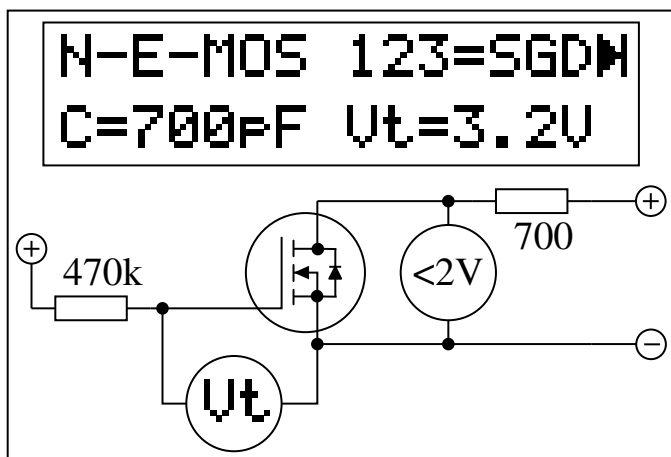 N-E-MOS 123=SGD
C=700pF Vt=3.2V
+
+
470k
<2V
700
−
Vt